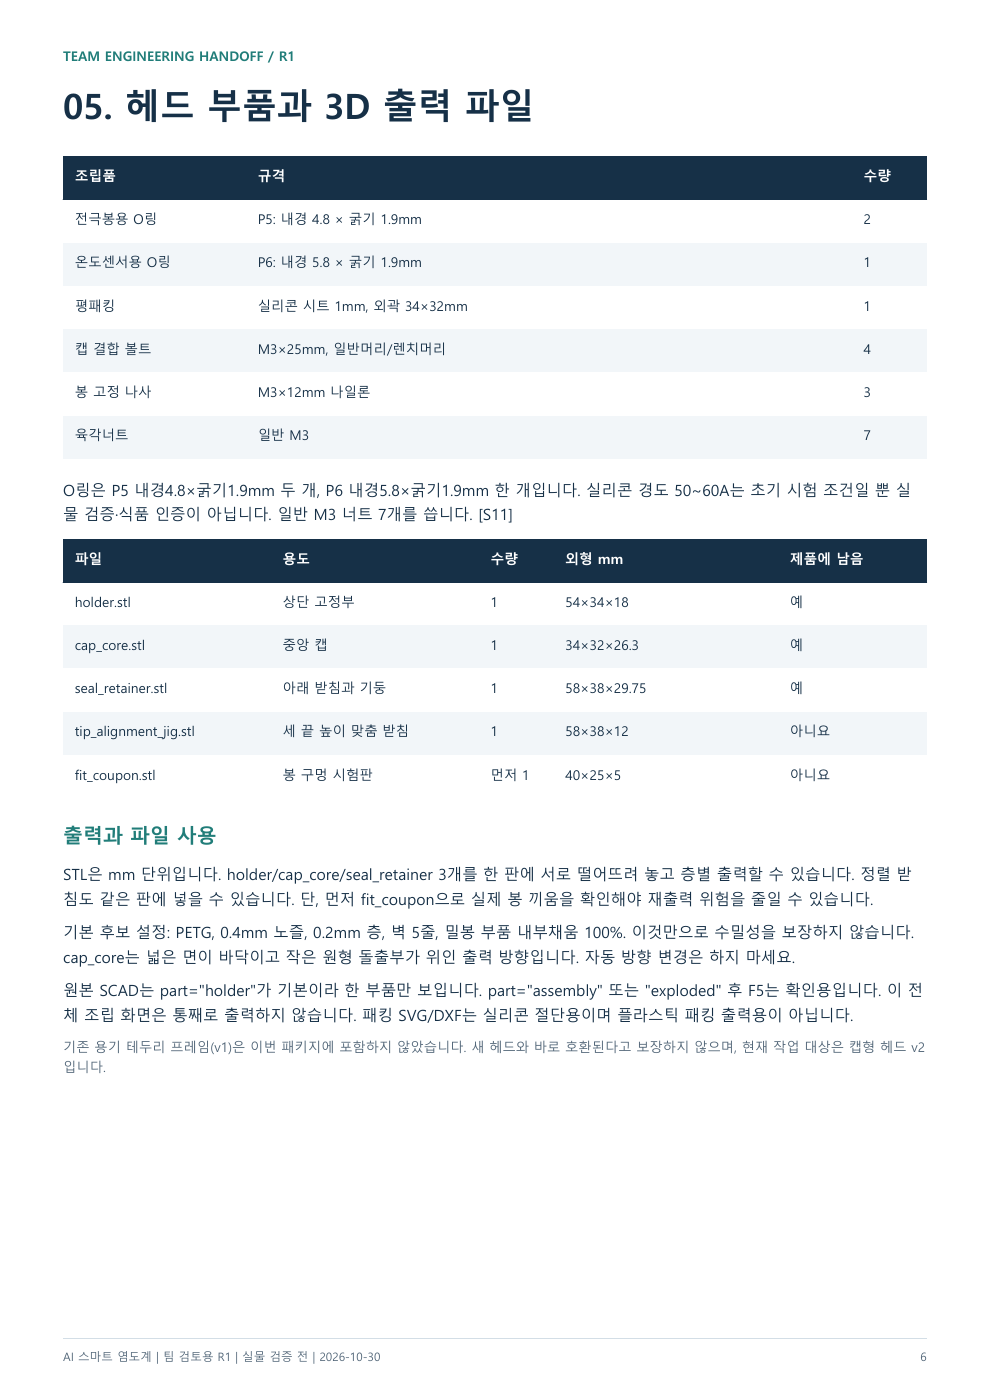 TEAM ENGINEERING HANDOFF / R1
05. 헤드 부품과 3D 출력 파일
조립품 규격 수량
전극봉용 O링 P5: 내경 4.8 × 굵기 1.9mm 2
온도센서용 O링 P6: 내경 5.8 × 굵기 1.9mm 1
평패킹 실리콘 시트 1mm, 외곽 34×32mm 1
캡 결합 볼트 M3×25mm, 일반머리/렌치머리 4
봉 고정 나사 M3×12mm 나일론 3
육각너트 일반 M3 7
O링은 P5 내경4.8×굵기1.9mm 두 개, P6 내경5.8×굵기1.9mm 한 개입니다. 실리콘 경도 50~60A는 초기 시험 조건일 뿐 실
물 검증·식품 인증이 아닙니다. 일반 M3 너트 7개를 씁니다. [S11]
파일 용도 수량 외형 mm 제품에 남음
holder.stl 상단 고정부 1 54×34×18 예
cap_core.stl 중앙 캡 1 34×32×26.3 예
seal_retainer.stl 아래 받침과 기둥 1 58×38×29.75 예
tip_alignment_jig.stl 세 끝 높이 맞춤 받침 1 58×38×12 아니요
fit_coupon.stl 봉 구멍 시험판 먼저 1 40×25×5 아니요
출력과 파일 사용
STL은 mm 단위입니다. holder/cap_core/seal_retainer 3개를 한 판에 서로 떨어뜨려 놓고 층별 출력할 수 있습니다. 정렬 받
침도 같은 판에 넣을 수 있습니다. 단, 먼저 fit_coupon으로 실제 봉 끼움을 확인해야 재출력 위험을 줄일 수 있습니다.
기본 후보 설정: PETG, 0.4mm 노즐, 0.2mm 층, 벽 5줄, 밀봉 부품 내부채움 100%. 이것만으로 수밀성을 보장하지 않습니다.
cap_core는 넓은 면이 바닥이고 작은 원형 돌출부가 위인 출력 방향입니다. 자동 방향 변경은 하지 마세요.
원본 SCAD는 part="holder"가 기본이라 한 부품만 보입니다. part="assembly" 또는 "exploded" 후 F5는 확인용입니다. 이 전
체 조립 화면은 통째로 출력하지 않습니다. 패킹 SVG/DXF는 실리콘 절단용이며 플라스틱 패킹 출력용이 아닙니다.
기존 용기 테두리 프레임(v1)은 이번 패키지에 포함하지 않았습니다. 새 헤드와 바로 호환된다고 보장하지 않으며, 현재 작업 대상은 캡형 헤드 v2
입니다.
AI 스마트 염도계 | 팀 검토용 R1 | 실물 검증 전 | 2026-10-30 6